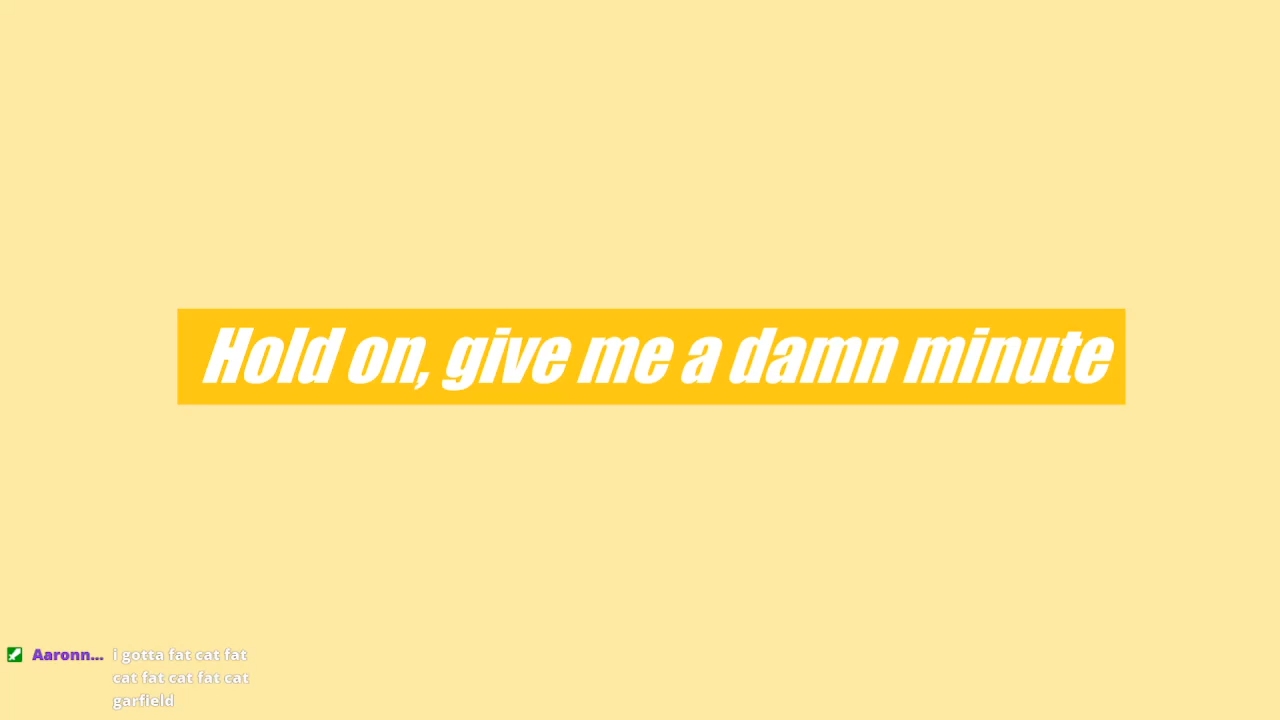 Hold on, give me a damn minute
Aaronn... i gotta fat cat fat
cat fat cat fat cat
garfield